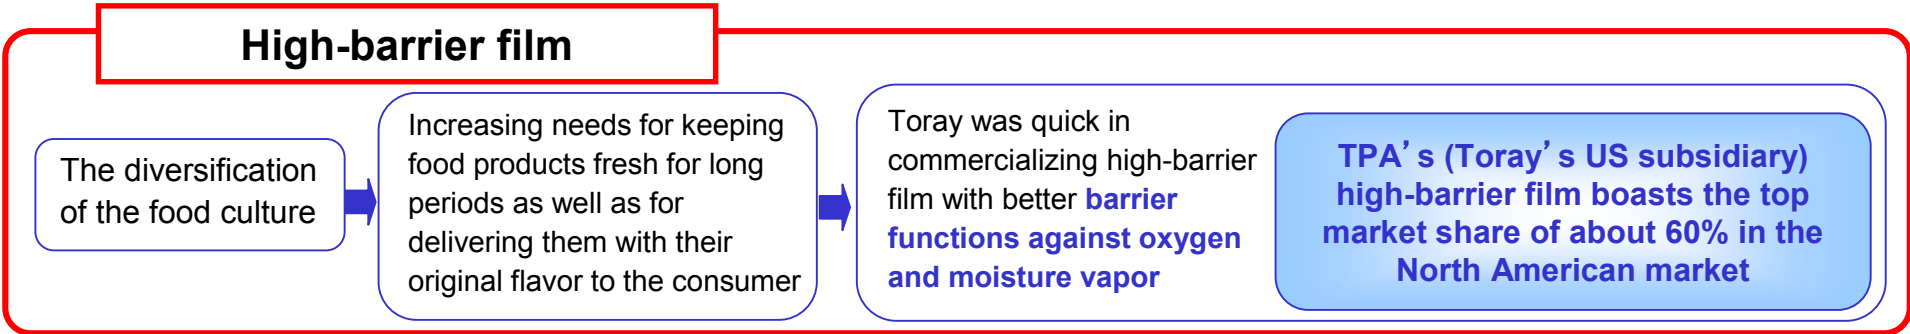 High-barrier film
The diversification
of the food culture
Increasing needs for keeping
food products fresh for long
periods as well as for
delivering them with their
original flavor to the consumer
Toray was quick in
commercializing high-barrier
film with better barrier
functions against oxygen
and moisture vapor
TPA’s (Toray’s US subsidiary)
high-barrier film boasts the top
market share of about 60% in the
North American market